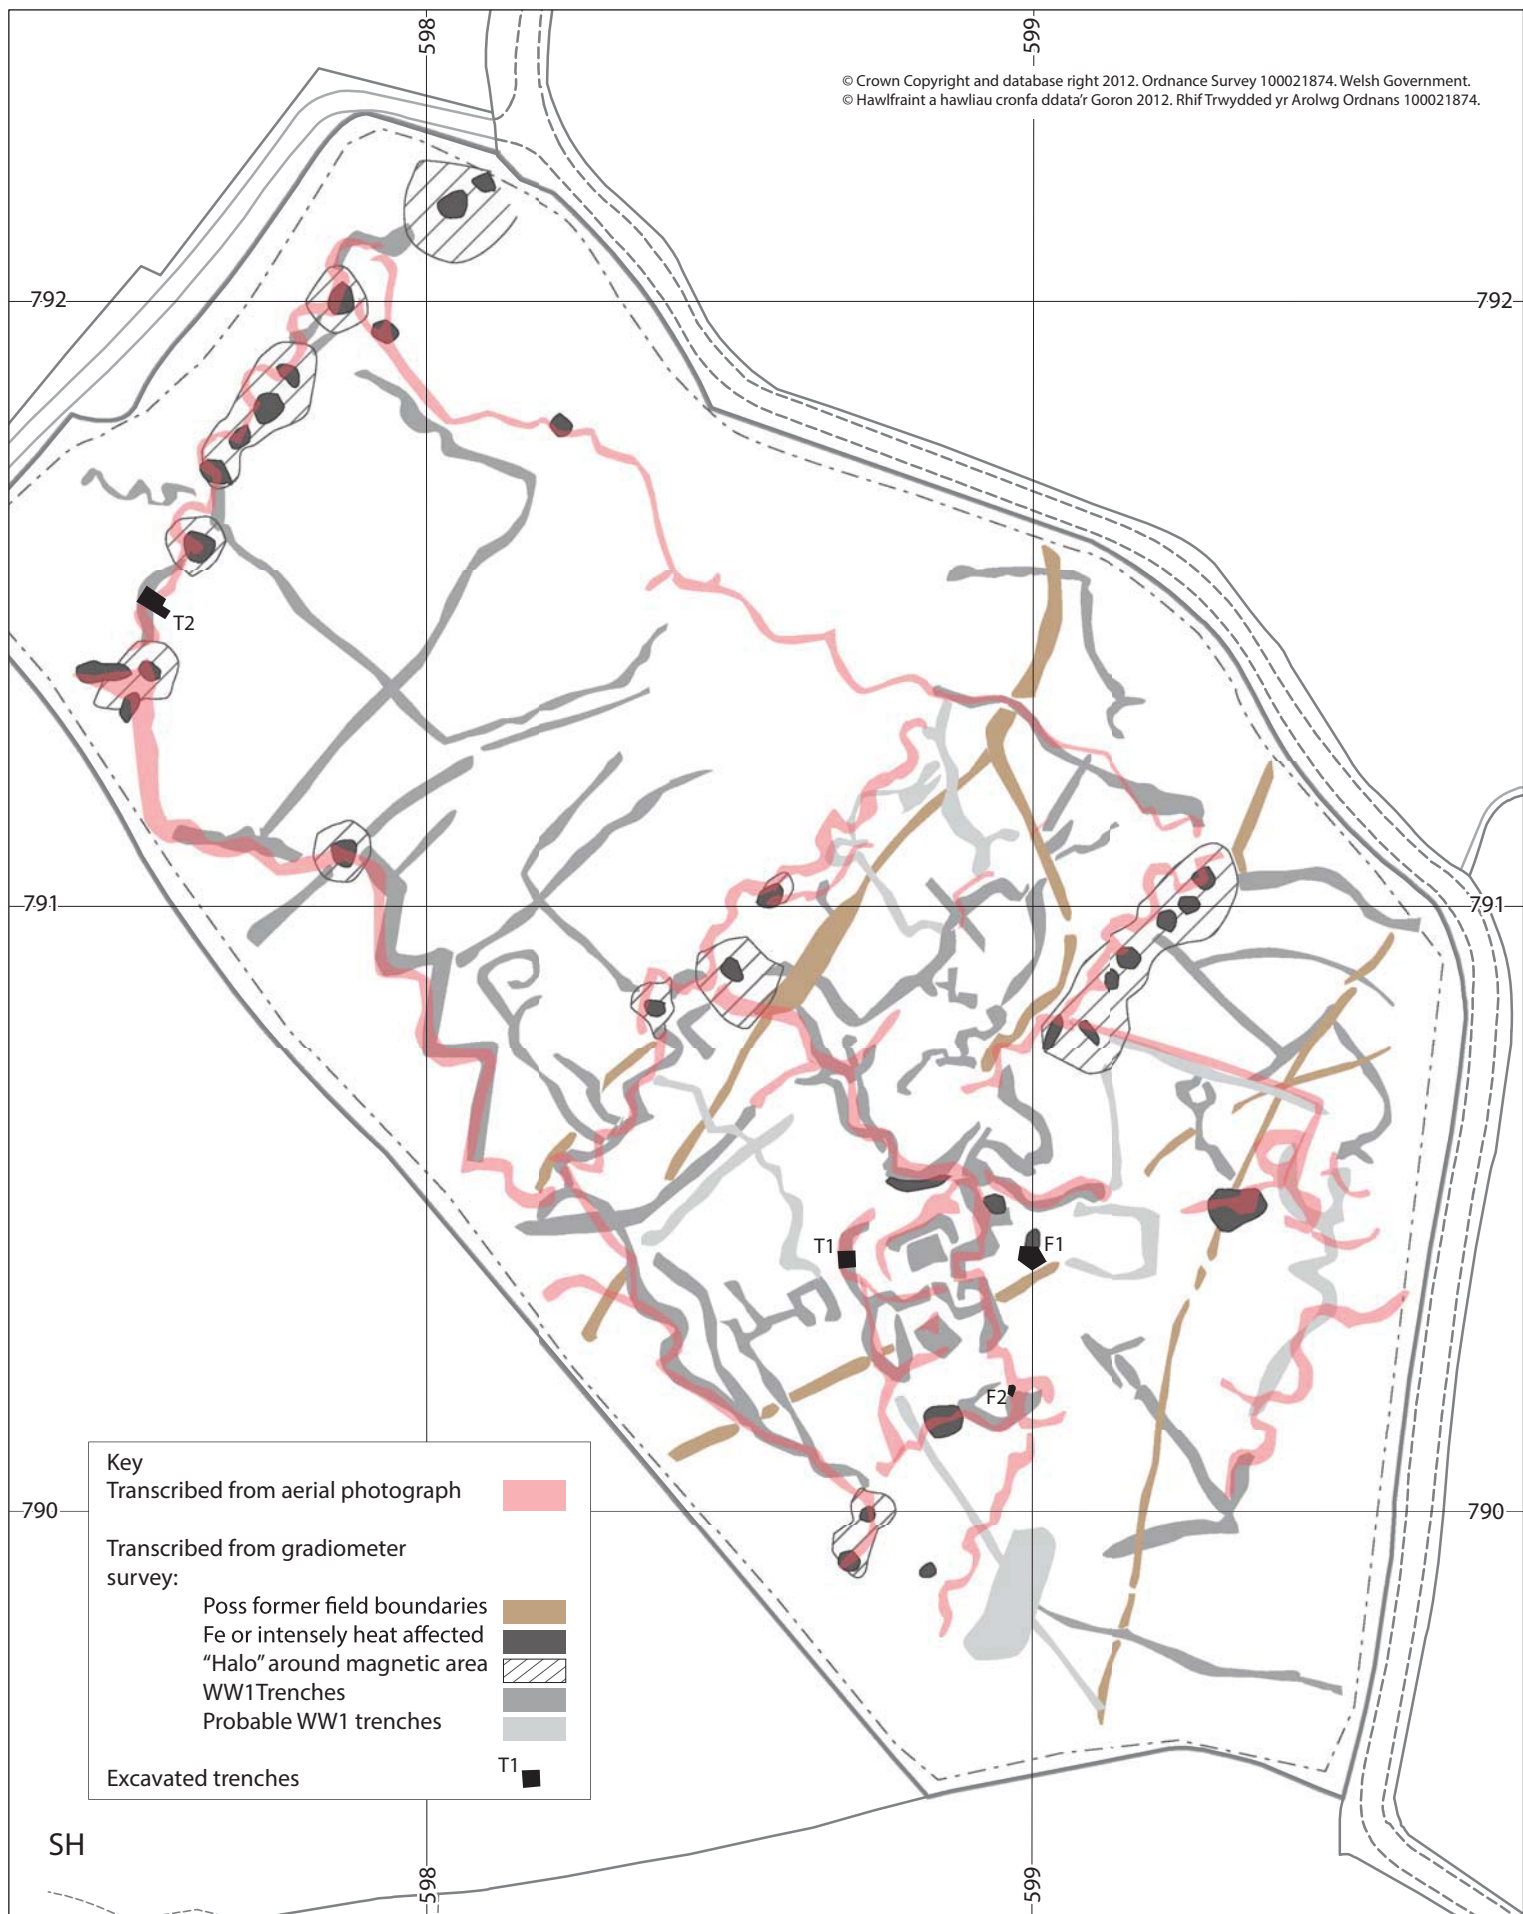 598
599
© Crown Copyright and database right 2012. Ordnance Survey 100021874. Welsh Government.
© Hawlfraint a hawliau cronfa ddata'r Goron 2012. Rhif Trwydded yr Arolwg Ordnans 100021874.
792
792
T2
791
791
T1
F1
F2
Key
Transcribed from aerial photograph
790
790
Transcribed from gradiometer
survey:
Poss former field boundaries
Fe or intensely heat affected
“Halo” around magnetic area
WW1Trenches
Probable WW1 trenches
T1
Excavated trenches
SH
598
599